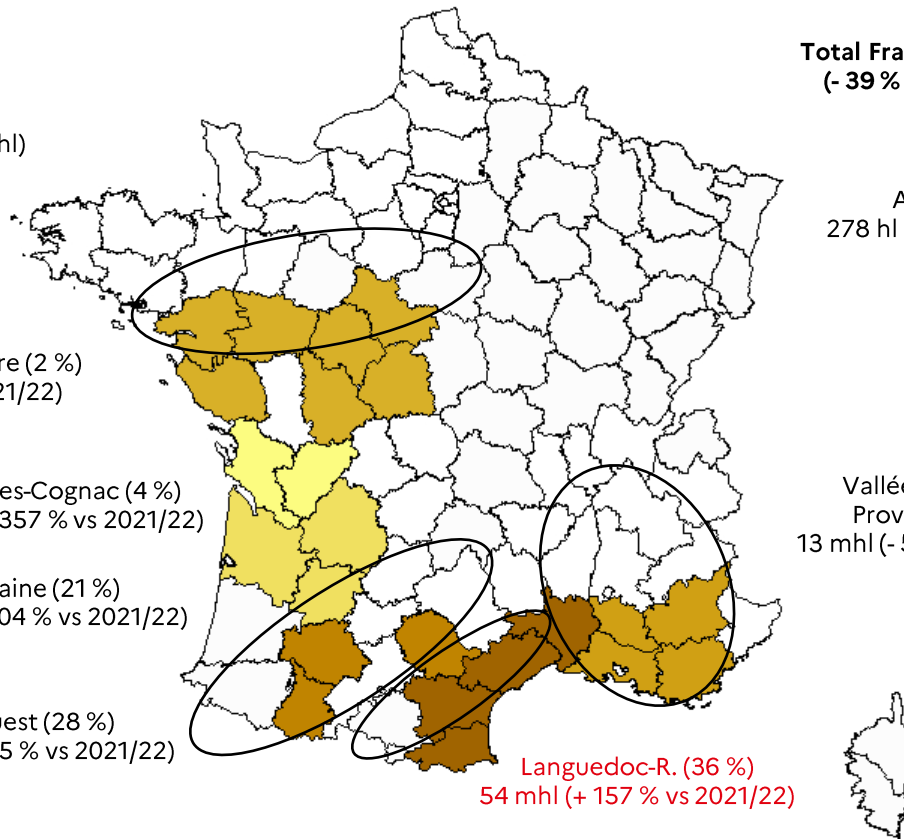 Total Fra
(- 39 %
hl)
A
278 hl
re (2 %)
21/22)
es-Cognac (4 %)
357 % vs 2021/22)
Vallée
Prov
13 mhl (- 5
aine (21 %)
04 % vs 2021/22)
uest (28 %)
5 % vs 2021/22)
Languedoc-R. (36 %)
54 mhl (+ 157 % vs 2021/22)